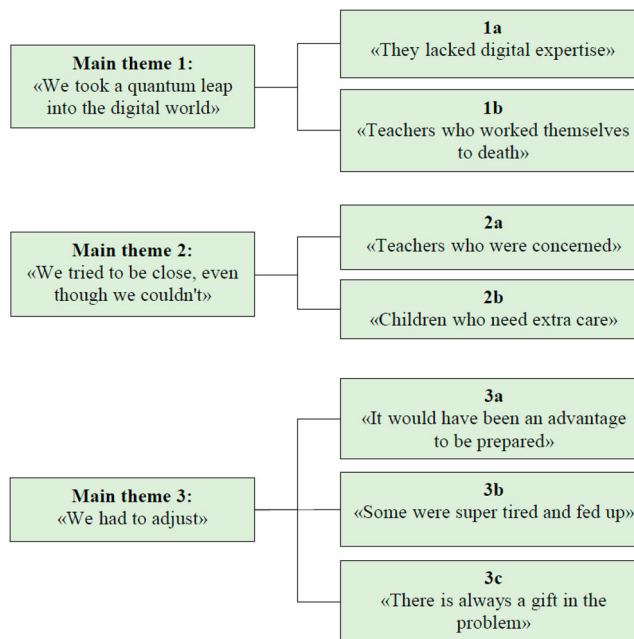 Main theme 1:
«We took a quantum leap
into the digital world»
1a
«They lacked digital expertise»
1b
«Teachers who worked themselves
to death»
Main theme 2:
«We tried to be close, even
though we couldn't»
2a
«Teachers who were concerned»
2b
«Children who need extra care»
Main theme 3:
«We had to adjust»
3a
«It would have been an advantage
to be prepared»
3b
«Some were super tired and fed up»
3c
«There is always a gift in the
problem»